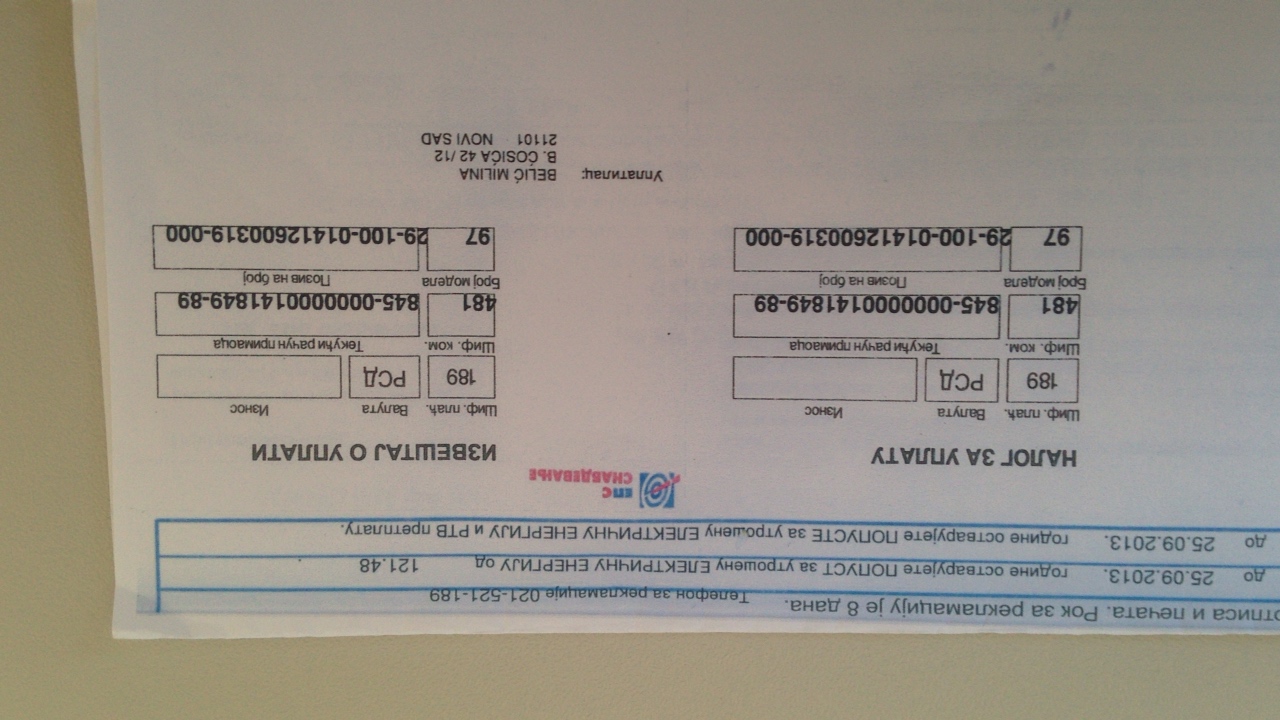 отписа и печата. Рок за рекламацију је 8 дана. Телефон за рекламације 021-521-189
до 25.09.2013. године остварујете ПОПУСТ за утрошену ЕЛЕКТРИЧНУ ЕНЕРГИЈУ од 121.48
до 25.09.2013. године остварујете ПОПУСТЕ за утрошену ЕЛЕКТРИЧНУ ЕНЕРГИЈУ и РТВ претплату.
ЕПС
СНАБДЕВАЊЕ
НАЛОГ ЗА УПЛАТУ
Шиф. плаћ. Валута Износ
189 РСД
Шиф. ком. Текући рачун примаоца
481 845-0000000141849-89
Број модела Позив на број
97 29-100-01412600319-000
ИЗВЕШТАЈ О УПЛАТИ
Шиф. плаћ. Валута Износ
189 РСД
Шиф. ком. Текући рачун примаоца
481 845-0000000141849-89
Број модела Позив на број
97 29-100-01412600319-000
Уплатилац: BELIĆ MILINA
B. ĆOSIĆA 42 /12
21101 NOVI SAD